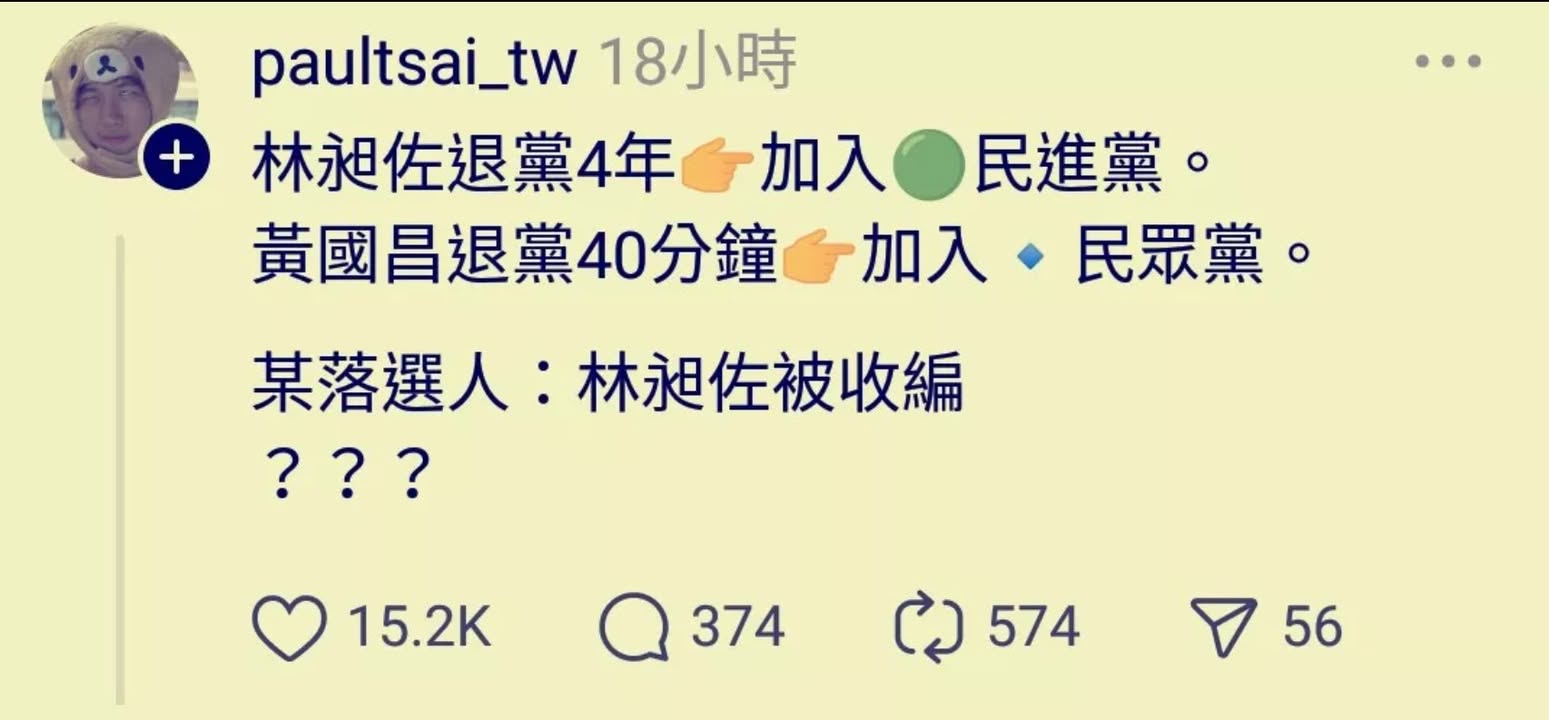 paultsai_tw 18小時
林昶佐退黨4年👉加入🟢民進黨。
黃國昌退黨40分鐘👉加入🔹民眾黨。
某落選人：林昶佐被收編
？？？
15.2K 374 574 56